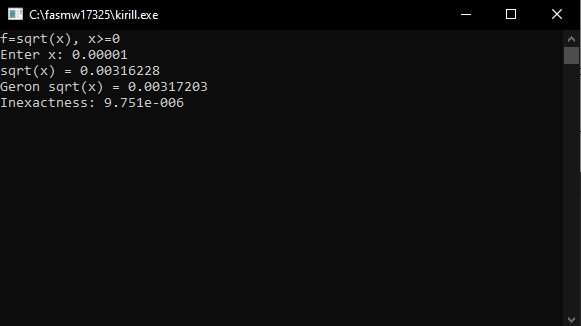 C:\fasmw17325\kirill.exe
f=sqrt(x), x>=0
Enter x: 0.00001
sqrt(x) = 0.00316228
Geron sqrt(x) = 0.00317203
Inexactness: 9.751e-006